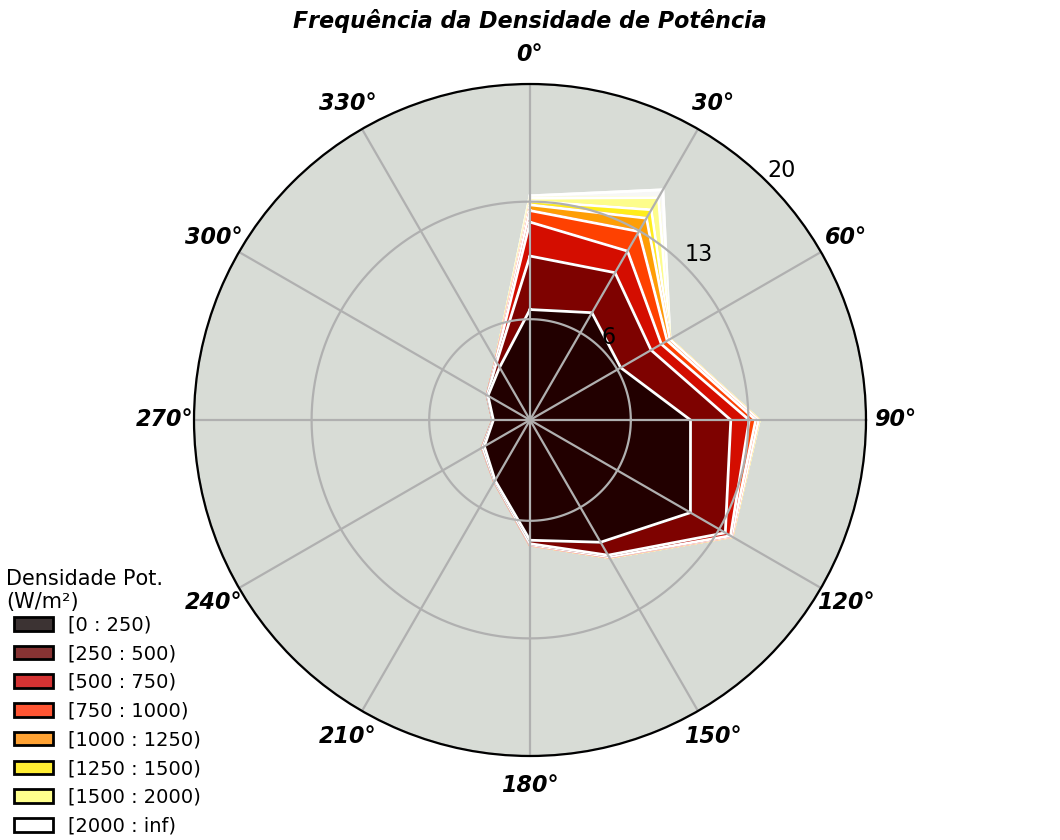 Frequência da Densidade de Potência
0°
330°
30°
20
300°
60°
13
6
270°
90°
240°
120°
210°
150°
180°
Densidade Pot.
(W/m²)
[0 : 250)
[250 : 500)
[500 : 750)
[750 : 1000)
[1000 : 1250)
[1250 : 1500)
[1500 : 2000)
[2000 : inf)